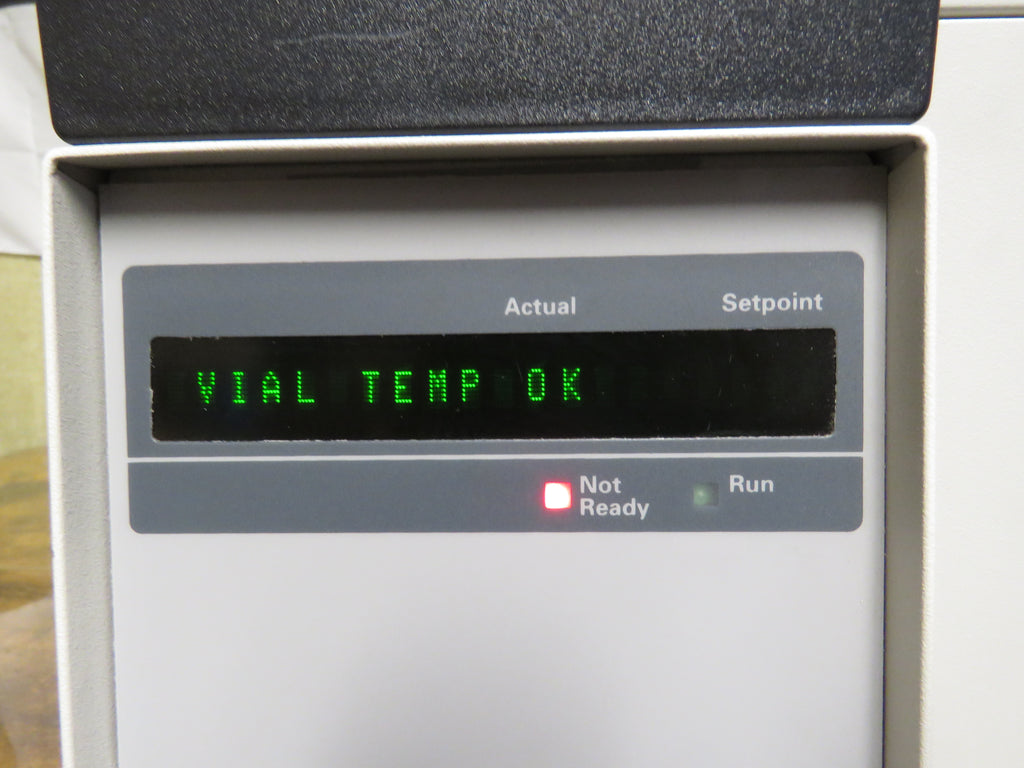 Actual Setpoint
VIAL TEMP OK
Not Ready Run